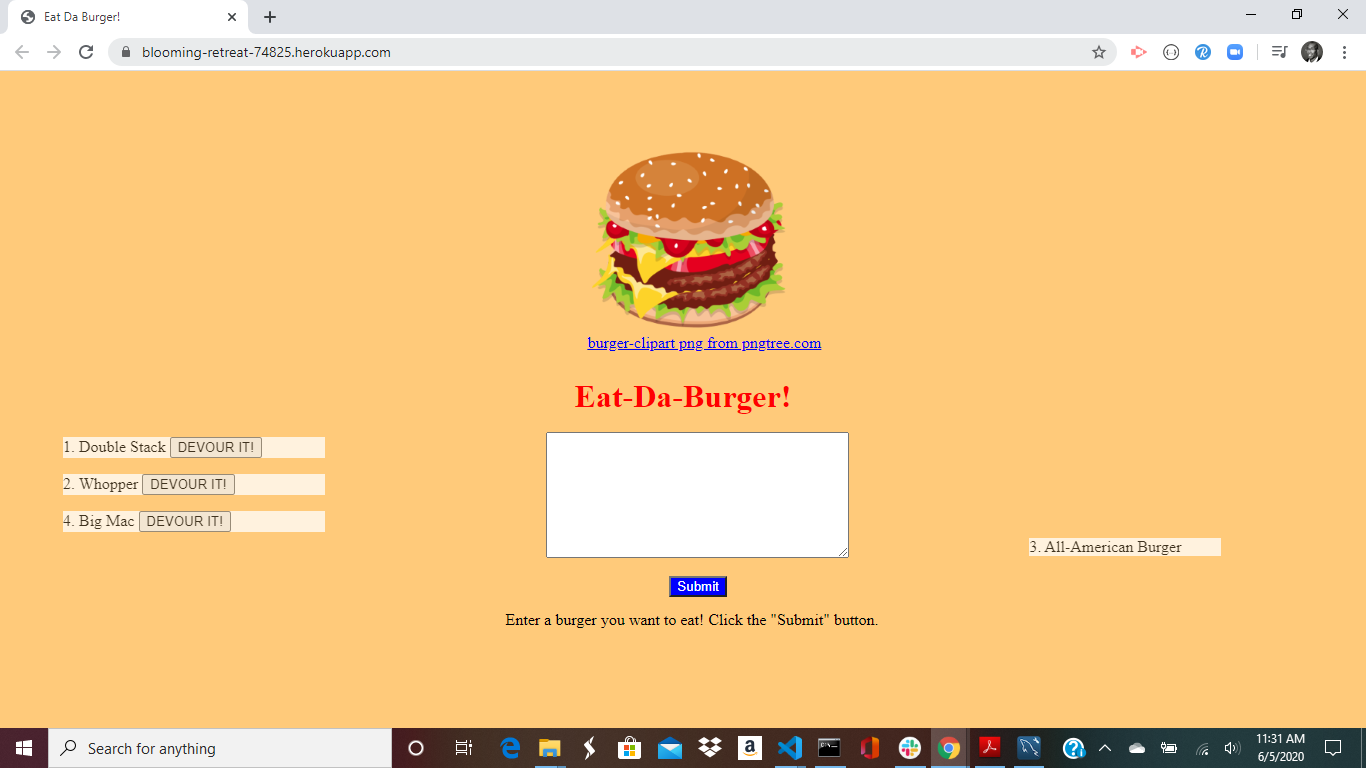 Eat Da Burger!
blooming-retreat-74825.herokuapp.com
burger-clipart png from pngtree.com
Eat-Da-Burger!
1. Double Stack DEVOUR IT!
2. Whopper DEVOUR IT!
4. Big Mac DEVOUR IT!
3. All-American Burger
Submit
Enter a burger you want to eat! Click the "Submit" button.
Search for anything
11:31 AM
6/5/2020